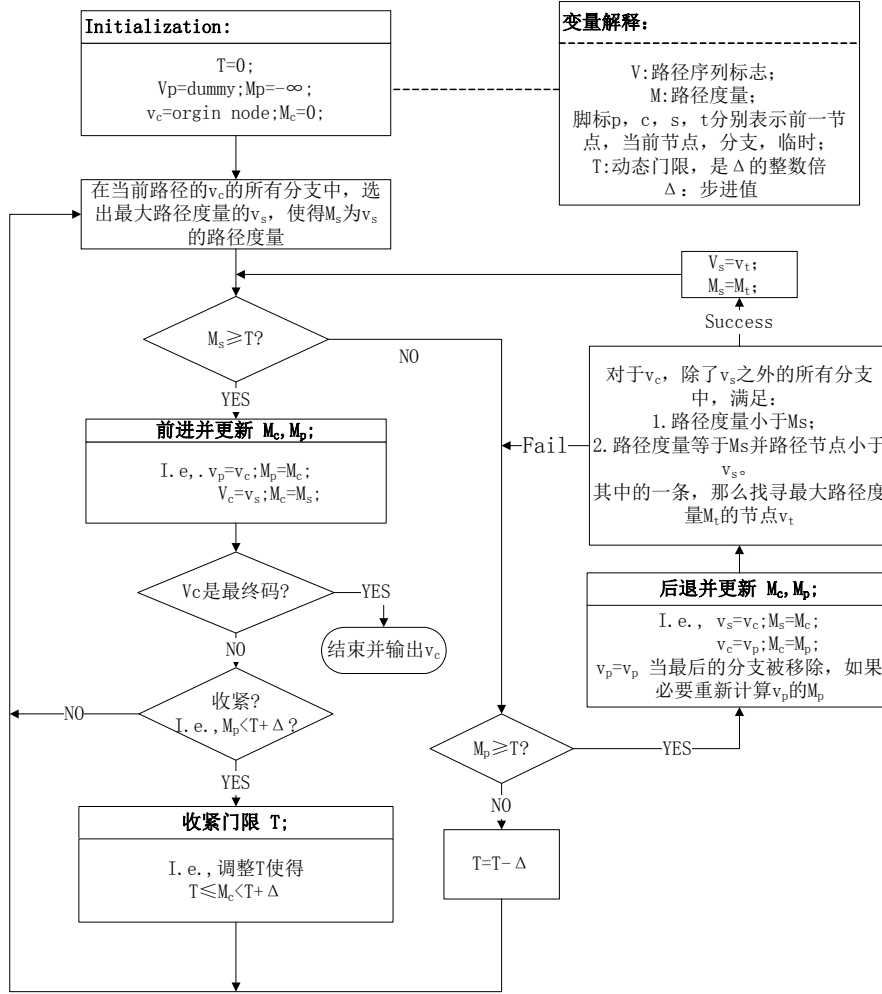 Initialization:
T=0;
Vp=dummy;Mp=-∞;
vc=orgin node;Mc=0;
变量解释:
V:路径序列标志;
M:路径度量;
脚标p, c, s, t分别表示前一节
点,当前节点,分支,临时;
T:动态门限,是Δ的整数倍
Δ: 步进值
在当前路径的vc的所有分支中,选
出最大路径度量的vs,使得Ms为vs
的路径度量
Vs=vt;
Ms=Mt;
Success
Ms≥T?
NO
YES
对于vc,除了vs之外的所有分支
中,满足:
1.路径度量小于Ms;
2.路径度量等于Ms并路径节点小于
vs。
其中的一条,那么找寻最大路径度
量Mt的节点vt
Fail
前进并更新 Mc,Mp;
I.e,.vp=vc;Mp=Mc;
Vc=vs;Mc=Ms;
Vc是最终码?
YES
结束并输出vc
NO
后退并更新 Mc,Mp;
I.e., vs=vc;Ms=Mc;
vc=vp;Mc=Mp;
vp=vp 当最后的分支被移除,如果
必要重新计算vp的Mp
收紧?
I.e.,Mp<T+Δ?
NO
YES
Mp≥T?
YES
NO
收紧门限 T;
I.e.,调整T使得
T≤Mc<T+Δ
T=T-Δ